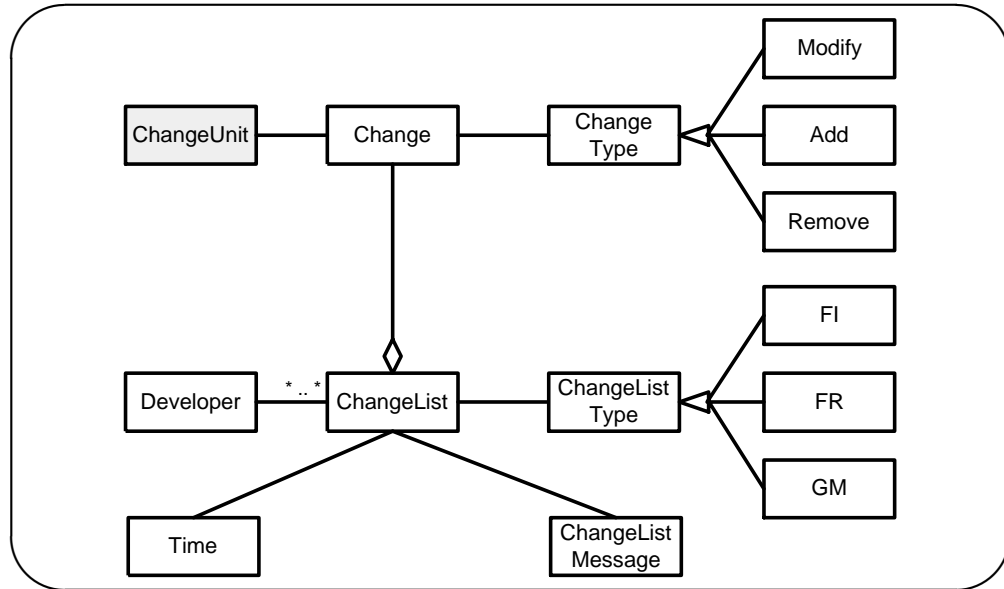 Modify
ChangeUnit
Change
Change
Type
Add
Remove
FI
Developer
* .. *
ChangeList
ChangeList
Type
FR
GM
Time
ChangeList
Message